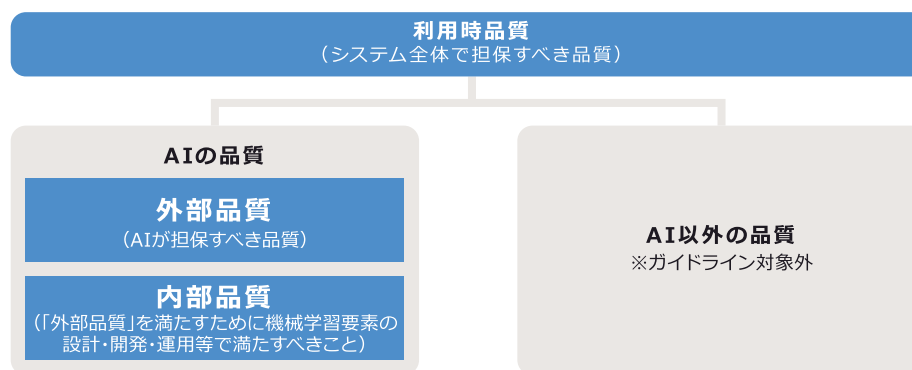 利用時品質
（システム全体で担保すべき品質）
AIの品質
外部品質
（AIが担保すべき品質）
内部品質
（「外部品質」を満たすために機械学習要素の
設計・開発・運用等で満たすべきこと）
AI以外の品質
※ガイドライン対象外